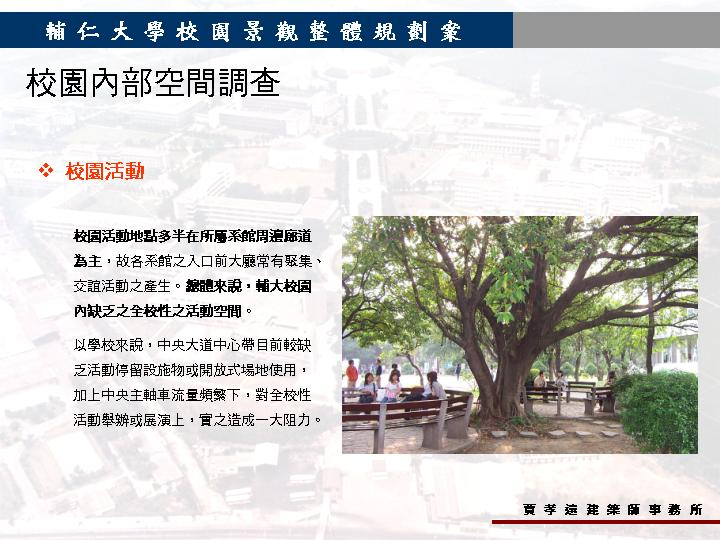 輔仁大學校園景觀整體規劃案
校園內部空間調查
校園活動
校園活動地點多半在所屬系館周邊廊道
為主，故各系館之入口前大廳常有聚集、
交誼活動之產生。總體來說，輔大校園
內缺乏之全校性之活動空間。
以學校來說，中央大道中心帶目前較缺
乏活動停留設施物或開放式場地使用，
加上中央主軸車流量頻繁下，對全校性
活動舉辦或展演上，實之造成一大阻力。
賈孝遠建築師事務所